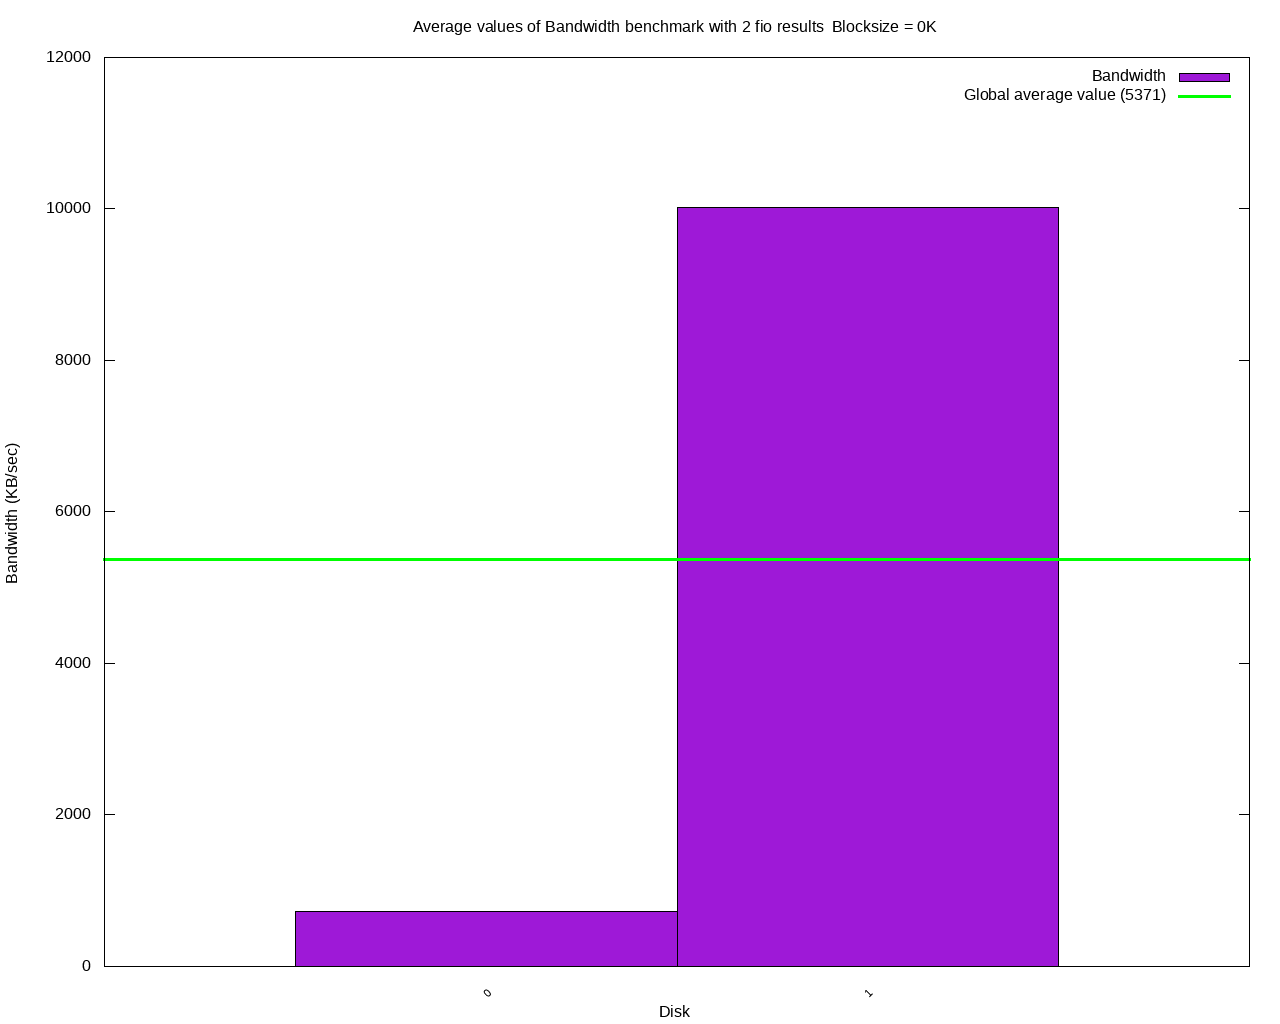 Average values of Bandwidth benchmark with 2 fio results  Blocksize = 0K
Bandwidth
Global average value (5371)
12000
10000
8000
6000
4000
2000
0
Bandwidth (KB/sec)
0
1
Disk